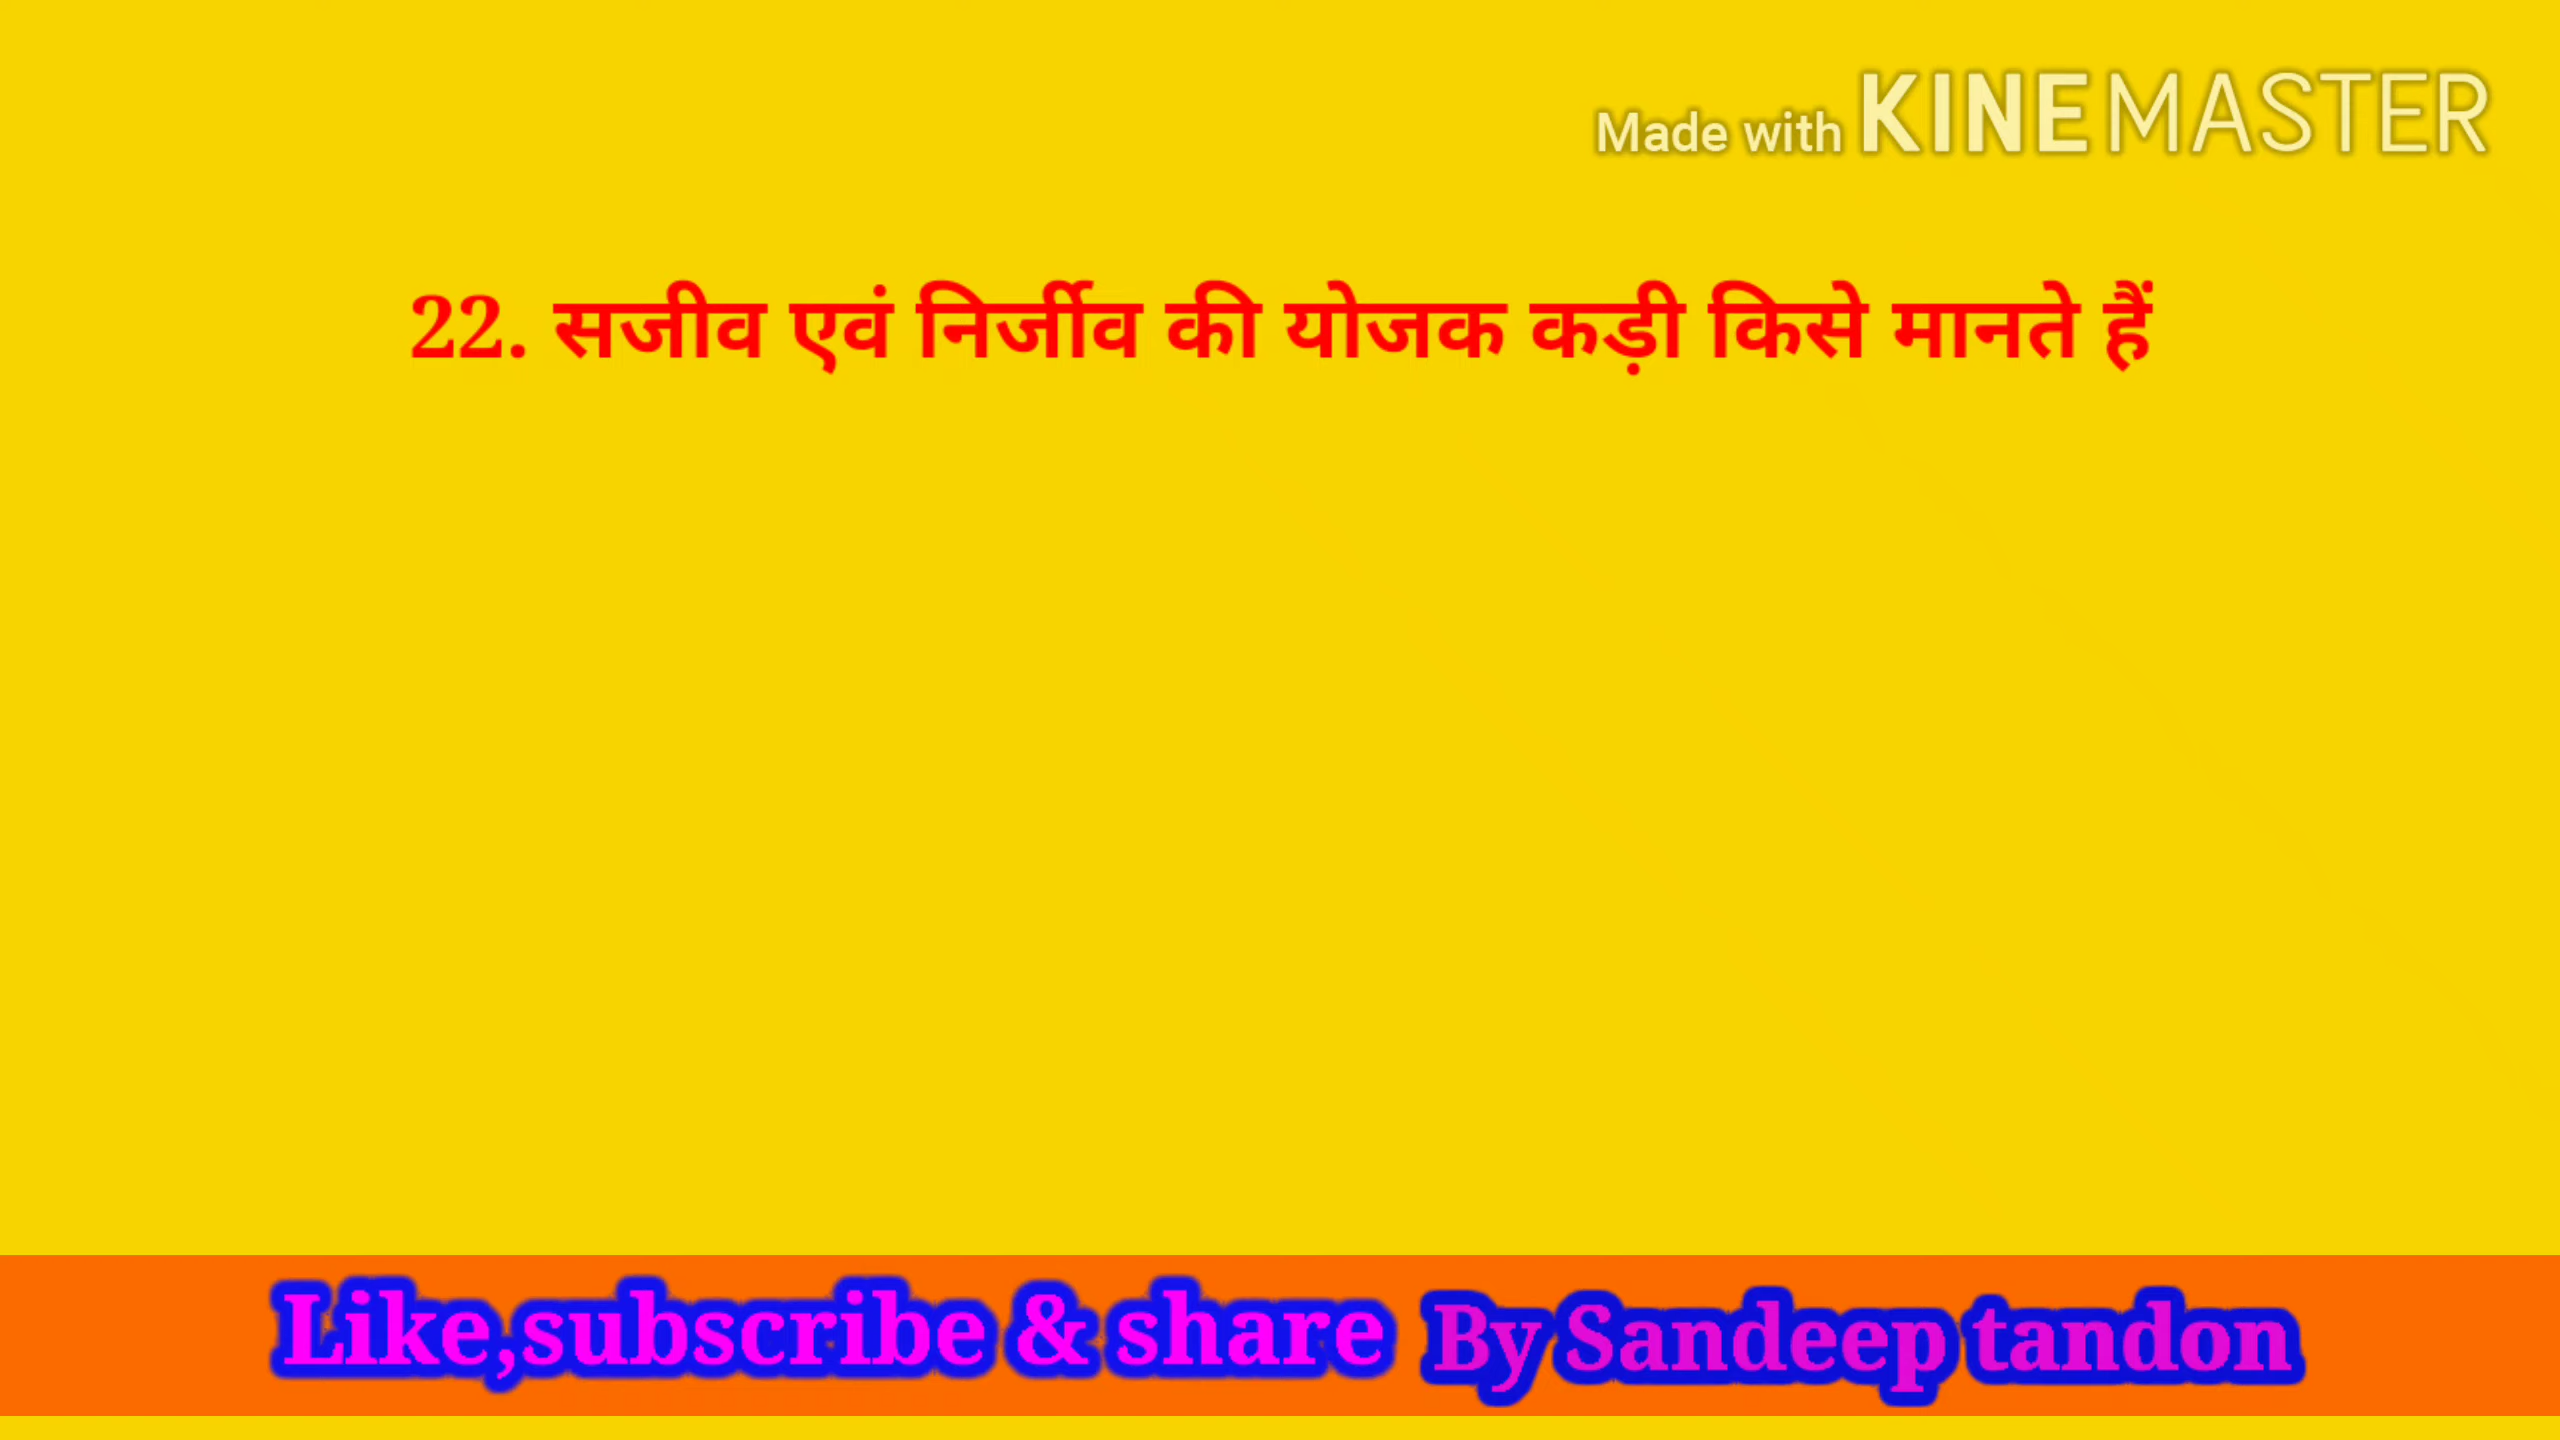 Made with KINEMASTER
22. सजीव एवं निर्जीव की योजक कड़ी किसे मानते हैं
Like,subscribe & share By Sandeep tandon